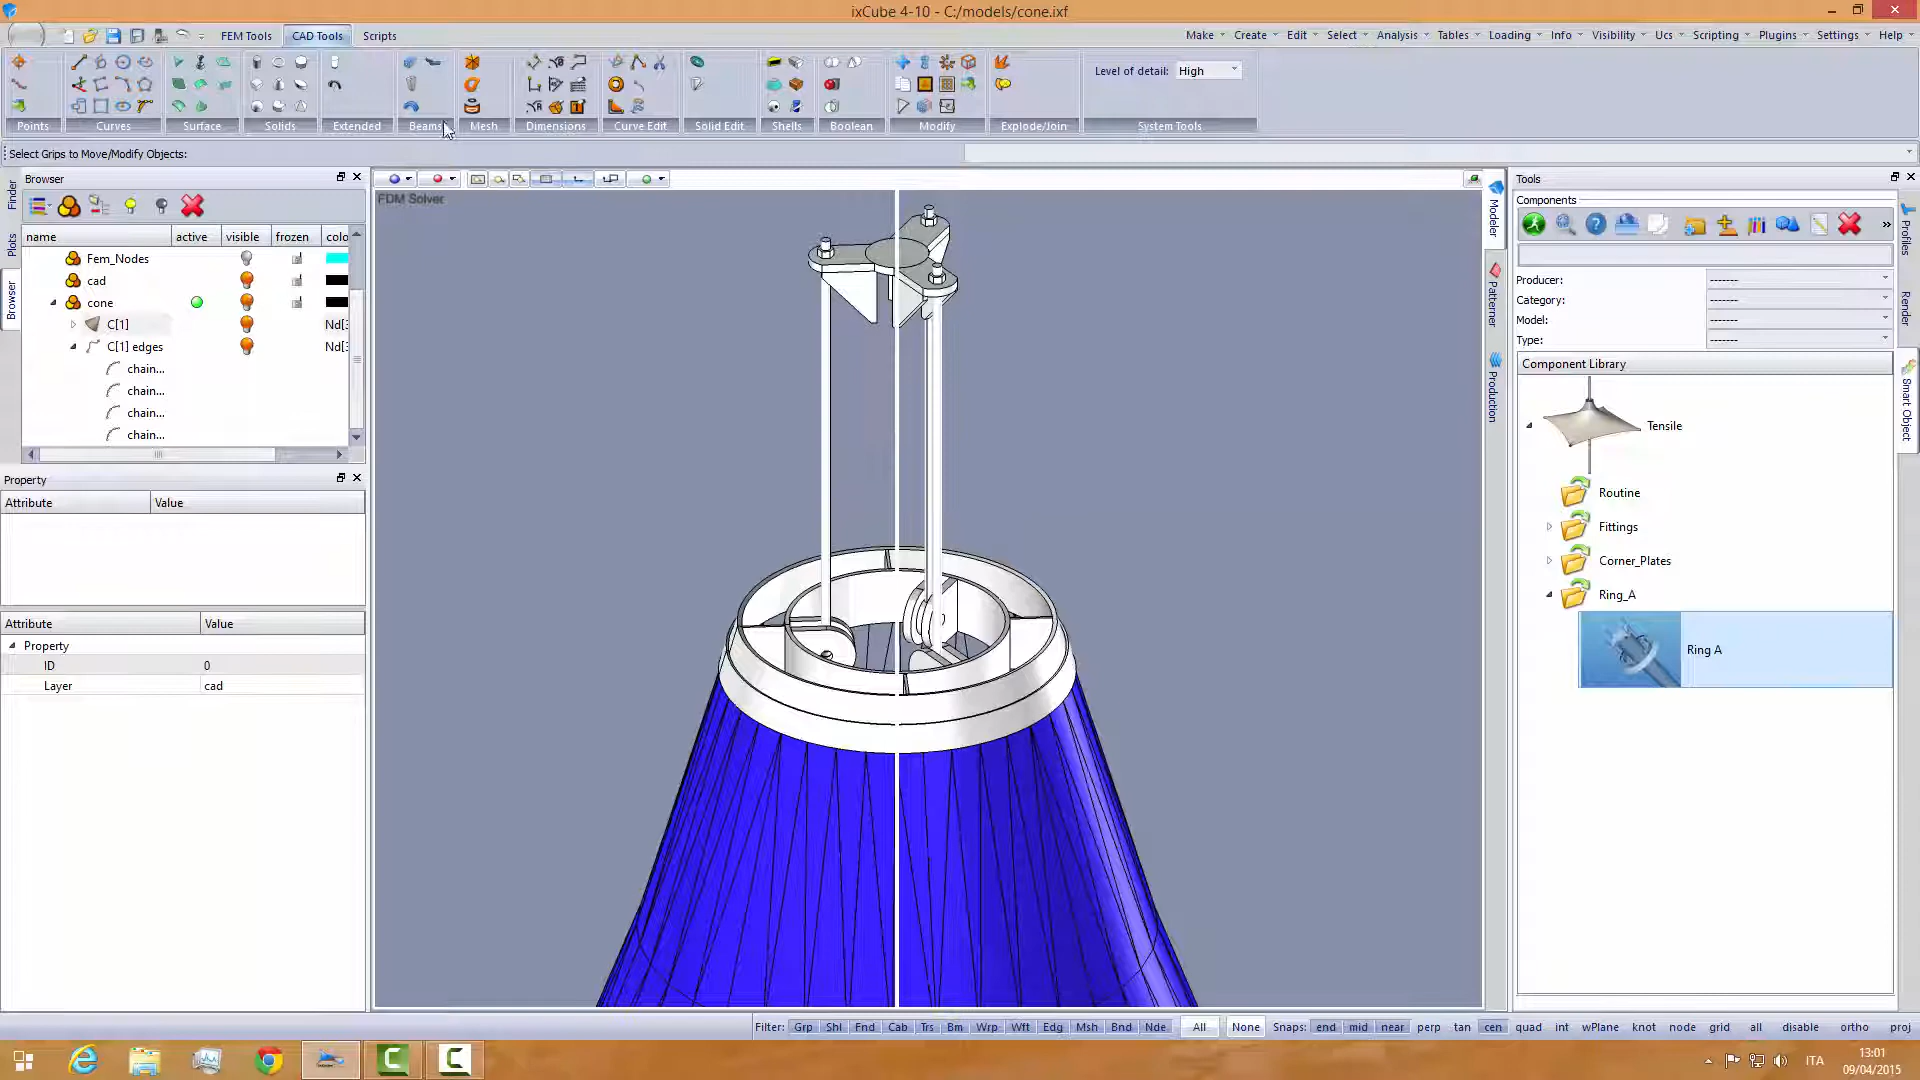 ixCube 4-10 - C:/models/cone.ixf
FEM Tools CAD Tools Scripts
Make Create Edit Select Analysis Tables Loading Info Visibility Ucs Scripting Plugins Settings Help
Level of detail: High
Points Curves Surface Solids Extended Beams Mesh Dimensions Curve Edit Solid Edit Shells Boolean Modify Explode/Join System Tools
Select Grips to Move/Modify Objects:
Finder
Plots
Browser
Browser
name active visible frozen colo
Fem_Nodes
cad
cone
C[1] Nd[:
C[1] edges Nd[:
chain...
chain...
chain...
chain...
Property
Attribute Value
Attribute Value
Property
ID 0
Layer cad
FDM Solver
Modeler
Patterner
Production
Tools
Components
Producer: -------
Category: -------
Model: -------
Type: -------
Component Library
Tensile
Routine
Fittings
Corner_Plates
Ring_A
Ring A
Profiles
Render
Smart Object
Filter: Grp Shl Fnd Cab Trs Bm Wrp Wft Edg Msh Bnd Nde All None Snaps: end mid near perp tan cen quad int wPlane knot node grid all disable ortho proj
ITA
13:01
09/04/2015